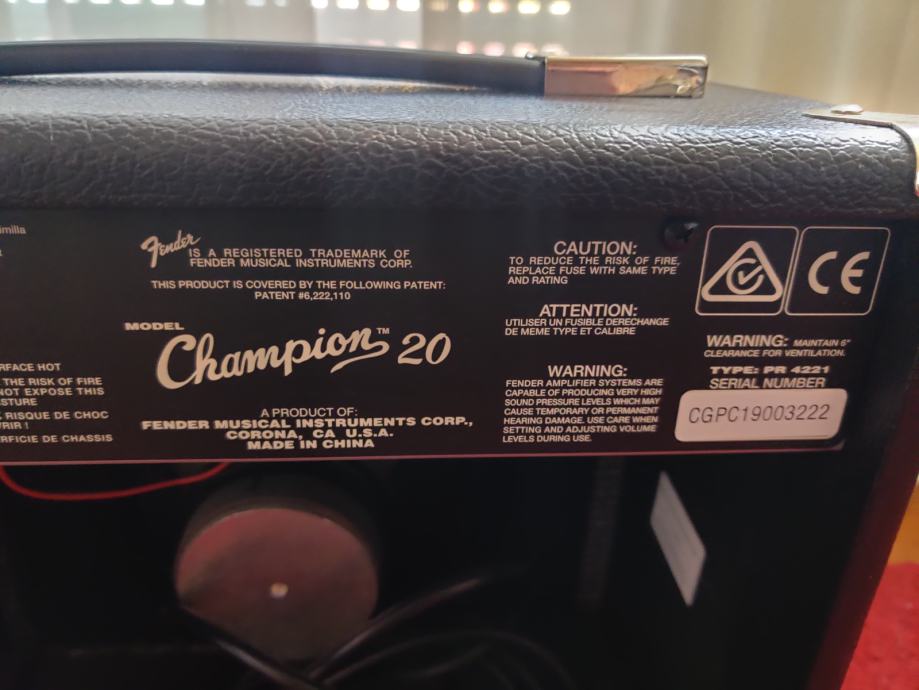 imilla
Fender IS A REGISTERED TRADEMARK OF
FENDER MUSICAL INSTRUMENTS CORP.
THIS PRODUCT IS COVERED BY THE FOLLOWING PATENT:
PATENT #6,222,110
MODEL
Champion™ 20
A PRODUCT OF:
FENDER MUSICAL INSTRUMENTS CORP.,
CORONA, CA U.S.A.
MADE IN CHINA
RFACE HOT
THE RISK OF FIRE
NOT EXPOSE THIS
STURE
RISQUE DE CHOC
VRIR !
RFICIE DE CHASSIS
CAUTION:
TO REDUCE THE RISK OF FIRE,
REPLACE FUSE WITH SAME TYPE
AND RATING
ATTENTION:
UTILISER UN FUSIBLE DERECHANGE
DE MEME TYPE ET CALIBRE
WARNING:
FENDER AMPLIFIER SYSTEMS ARE
CAPABLE OF PRODUCING VERY HIGH
SOUND PRESSURE LEVELS WHICH MAY
CAUSE TEMPORARY OR PERMANENT
HEARING DAMAGE. USE CARE WHEN
SETTING AND ADJUSTING VOLUME
LEVELS DURING USE.
CE
WARNING: MAINTAIN 6"
CLEARANCE FOR VENTILATION.
TYPE: PR 4221
SERIAL NUMBER
CGPC19003222